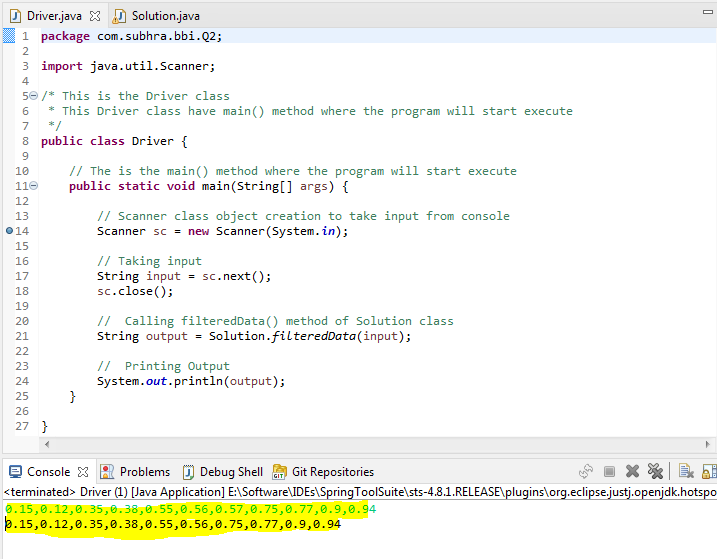 Driver.java Solution.java
1 package com.subhra.bbi.Q2;
2
3 import java.util.Scanner;
4
5 /* This is the Driver class
6 * This Driver class have main() method where the program will start execute
7 */
8 public class Driver {
9
10 // The is the main() method where the program will start execute
11 public static void main(String[] args) {
12
13 // Scanner class object creation to take input from console
14 Scanner sc = new Scanner(System.in);
15
16 // Taking input
17 String input = sc.next();
18 sc.close();
19
20 // Calling filteredData() method of Solution class
21 String output = Solution.filteredData(input);
22
23 // Printing Output
24 System.out.println(output);
25 }
26
27 }
Console Problems Debug Shell Git Repositories
<terminated> Driver (1) [Java Application] E:\Software\IDEs\SpringToolSuite\sts-4.8.1.RELEASE\plugins\org.eclipse.justj.openjdk.hotspo
0.15,0.12,0.35,0.38,0.55,0.56,0.57,0.75,0.77,0.9,0.94
0.15,0.12,0.35,0.38,0.55,0.56,0.75,0.77,0.9,0.94